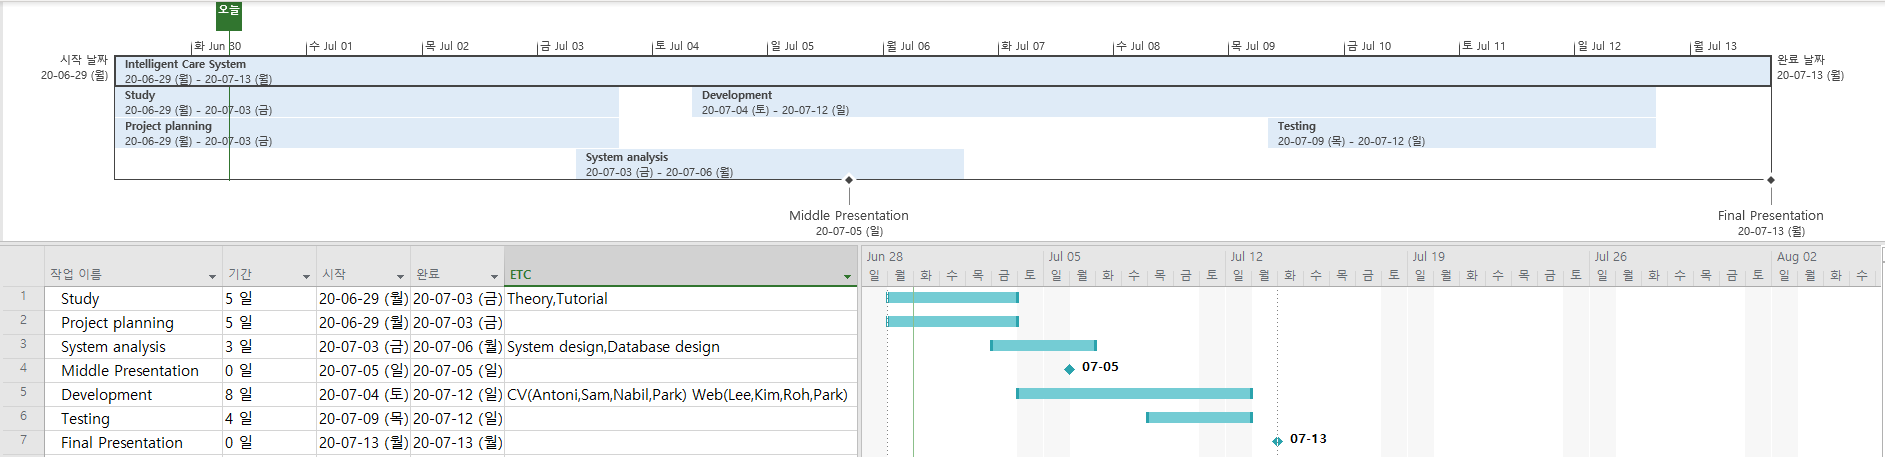 오늘
화 Jun 30 수 Jul 01 목 Jul 02 금 Jul 03 토 Jul 04 일 Jul 05 월 Jul 06 화 Jul 07 수 Jul 08 목 Jul 09 금 Jul 10 토 Jul 11 일 Jul 12 월 Jul 13
시작 날짜
20-06-29 (월)
Intelligent Care System
20-06-29 (월) - 20-07-13 (월)
완료 날짜
20-07-13 (월)
Study
20-06-29 (월) - 20-07-03 (금)
Development
20-07-04 (토) - 20-07-12 (일)
Project planning
20-06-29 (월) - 20-07-03 (금)
Testing
20-07-09 (목) - 20-07-12 (일)
System analysis
20-07-03 (금) - 20-07-06 (월)
Middle Presentation
20-07-05 (일)
Final Presentation
20-07-13 (월)
작업 이름 기간 시작 완료 ETC
1 Study 5 일 20-06-29 (월) 20-07-03 (금) Theory,Tutorial
2 Project planning 5 일 20-06-29 (월) 20-07-03 (금)
3 System analysis 3 일 20-07-03 (금) 20-07-06 (월) System design,Database design
4 Middle Presentation 0 일 20-07-05 (일) 20-07-05 (일)
5 Development 8 일 20-07-04 (토) 20-07-12 (일) CV(Antoni,Sam,Nabil,Park) Web(Lee,Kim,Roh,Park)
6 Testing 4 일 20-07-09 (목) 20-07-12 (일)
7 Final Presentation 0 일 20-07-13 (월) 20-07-13 (월)
Jun 28 Jul 05 Jul 12 Jul 19 Jul 26 Aug 02
일 월 화 수 목 금 토 일 월 화 수 목 금 토 일 월 화 수 목 금 토 일 월 화 수 목 금 토 일 월 화 수 목 금 토 일 월 화 수
07-05
07-13